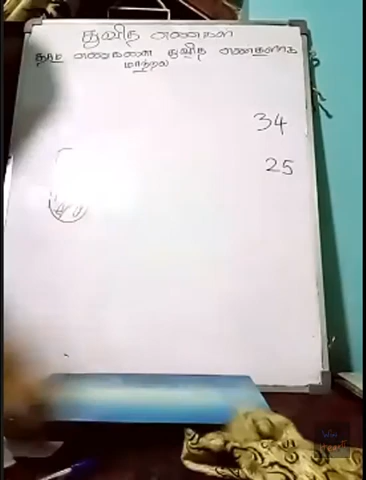 துவித எண்கள்
தசம எண்களை துவித எண்களாக
மாற்றல்
34
25